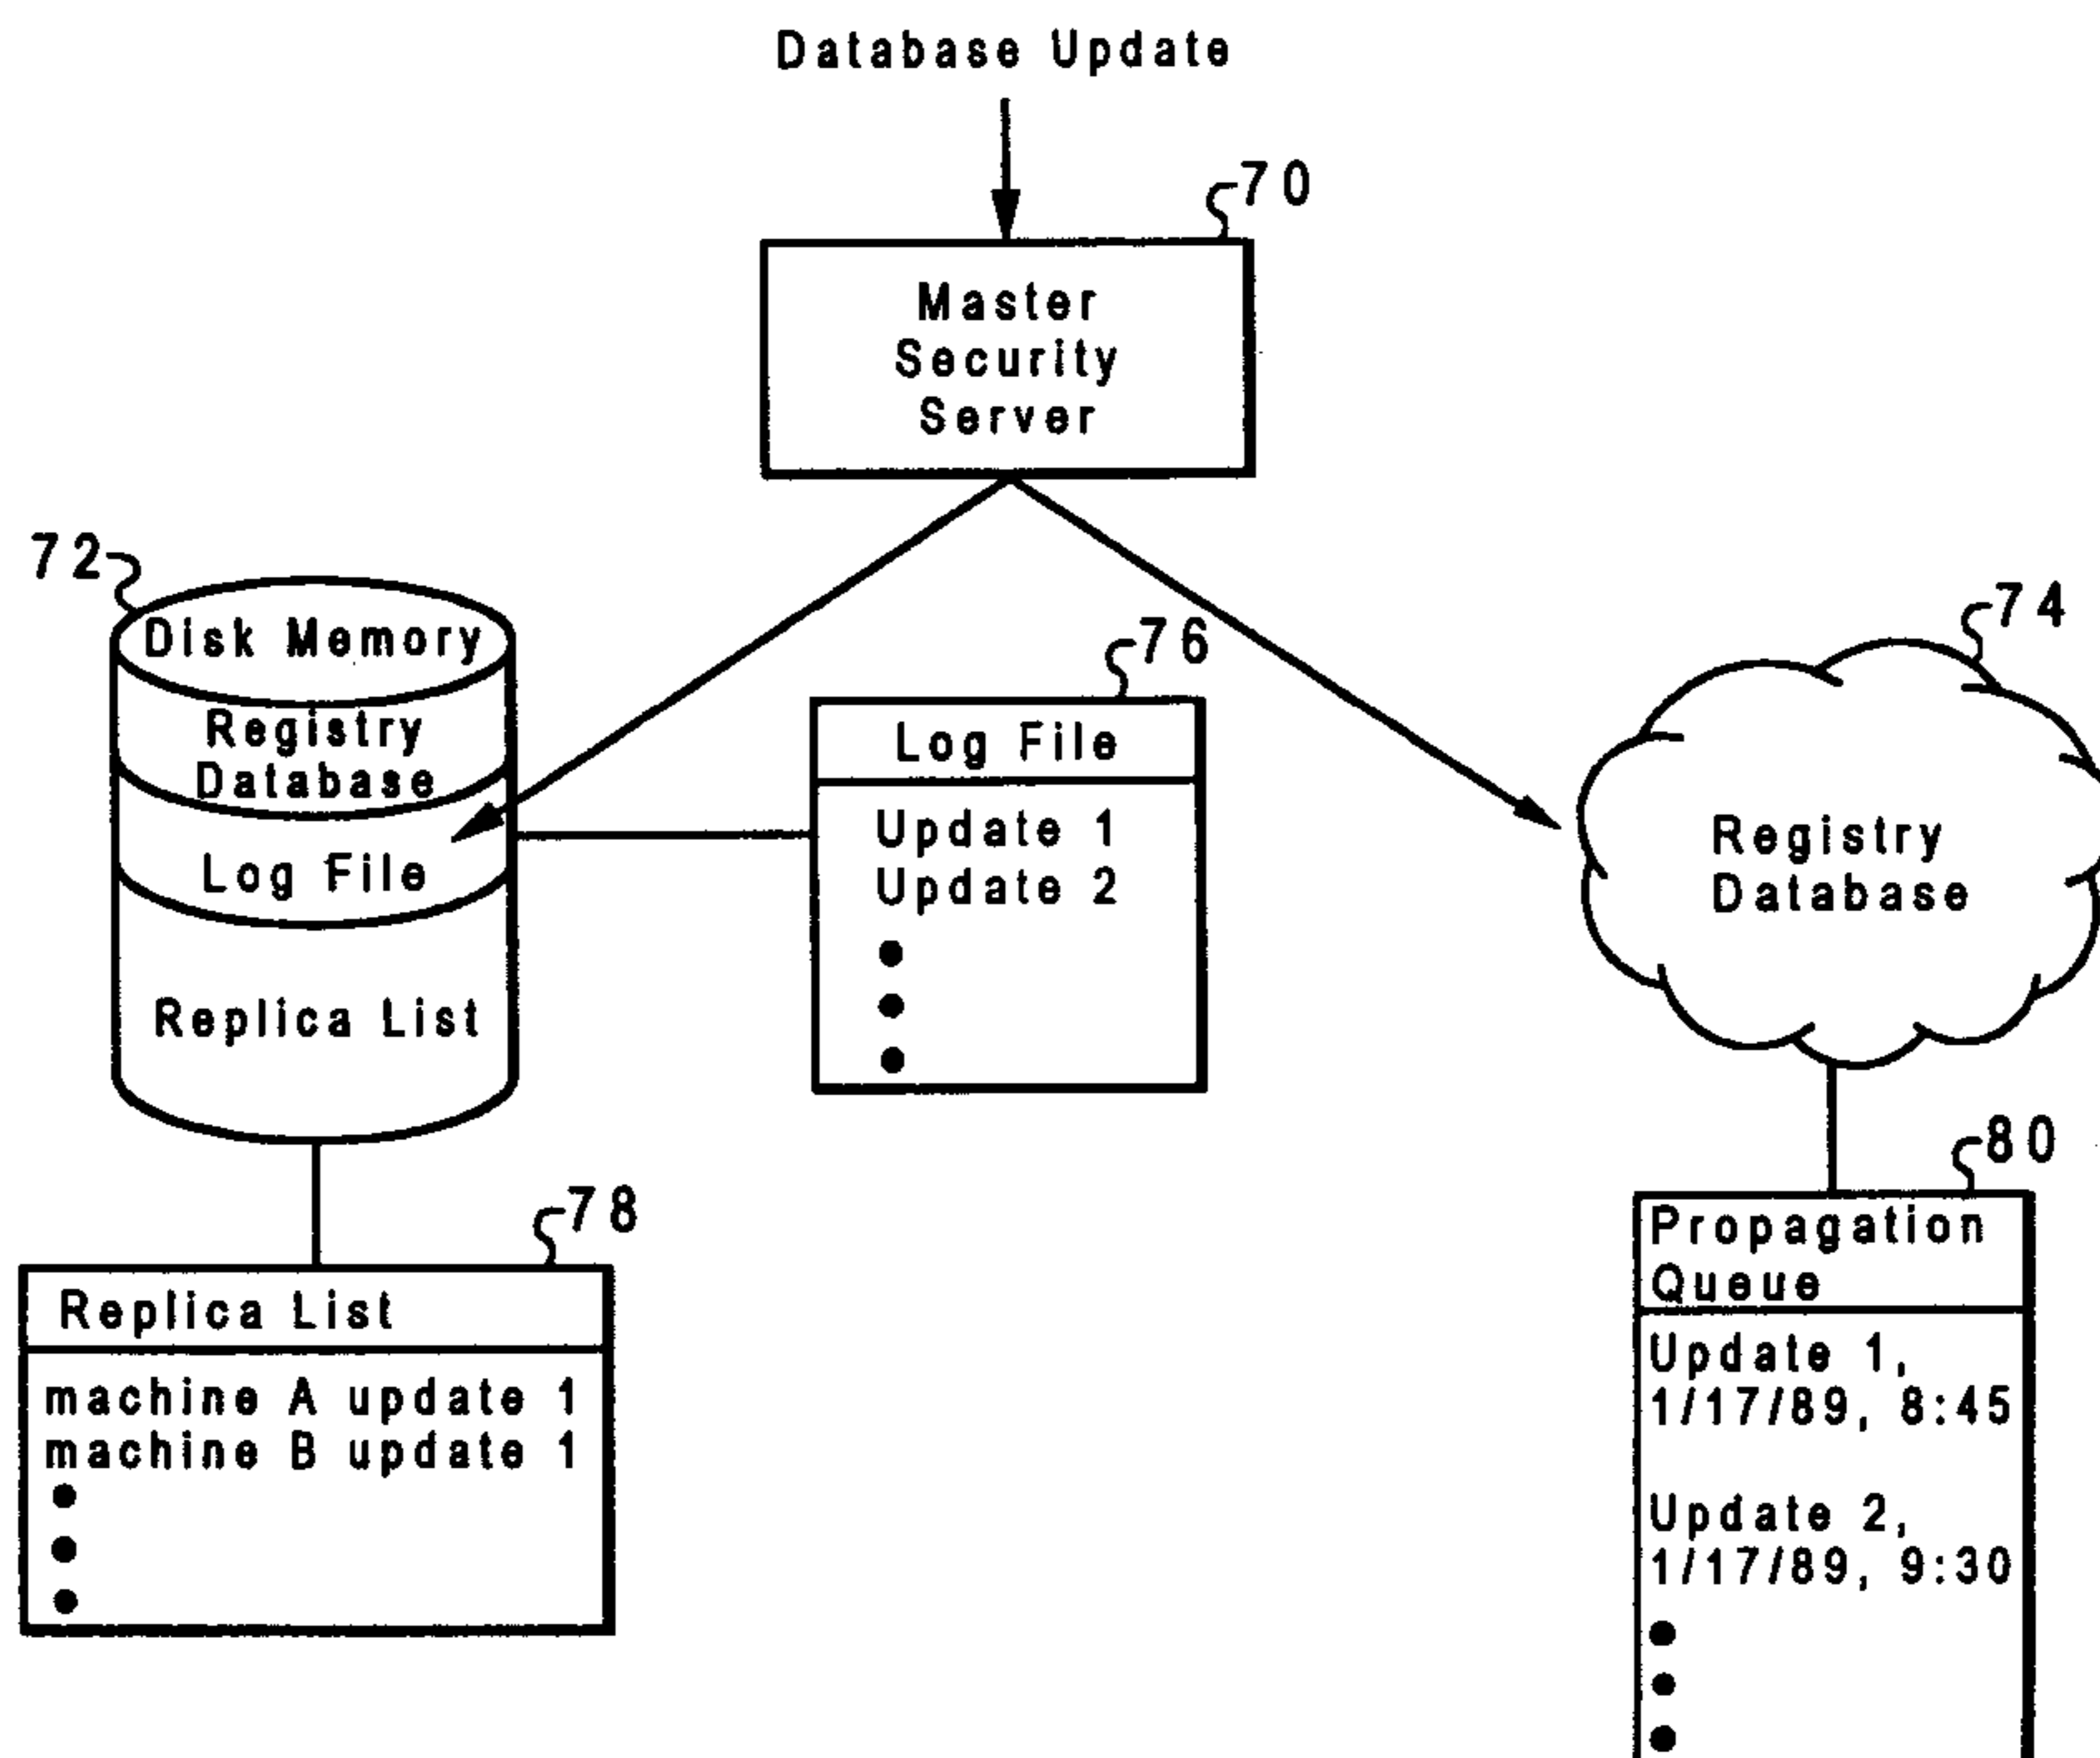 Database Update
70
Master
Security
Server
72
Disk Memory
Registry
Database
Log File
Replica List
76
Log File
Update 1
Update 2
74
Registry
Database
78
Replica List
machine A update 1
machine B update 1
80
Propagation
Queue
Update 1,
1/17/89, 8:45
Update 2,
1/17/89, 9:30